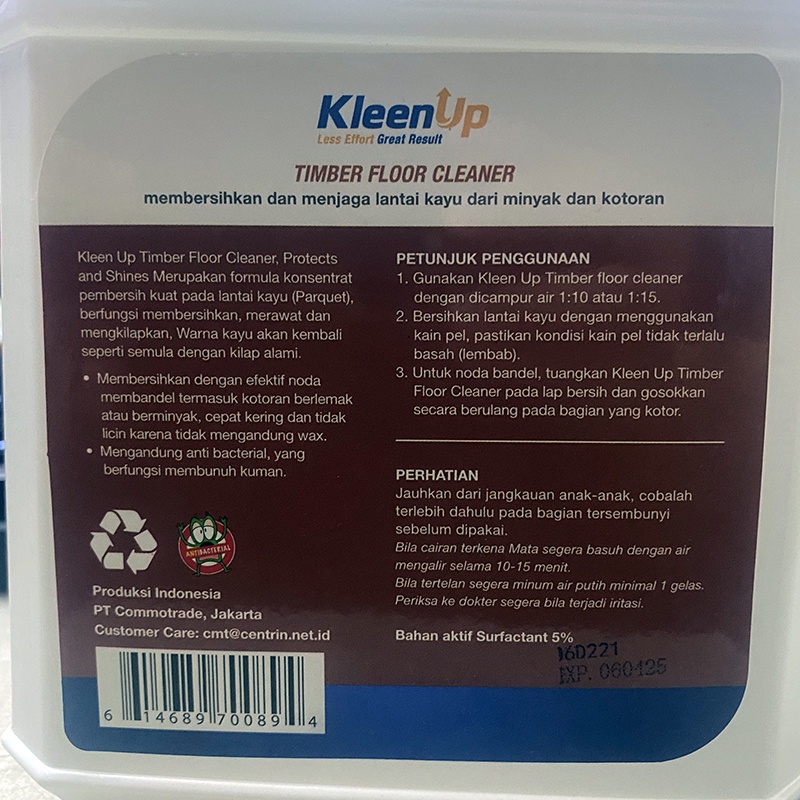 KleenUp
Less Effort Great Result
TIMBER FLOOR CLEANER
membersihkan dan menjaga lantai kayu dari minyak dan kotoran
Kleen Up Timber Floor Cleaner, Protects
and Shines Merupakan formula konsentrat
pembersih kuat pada lantai kayu (Parquet),
berfungsi membersihkan, merawat dan
mengkilapkan, Warna kayu akan kembali
seperti semula dengan kilap alami.
• Membersihkan dengan efektif noda
membandel termasuk kotoran berlemak
atau berminyak, cepat kering dan tidak
licin karena tidak mengandung wax.
• Mengandung anti bacterial, yang
berfungsi membunuh kuman.
ANTIBACTERIAL
Produksi Indonesia
PT Commotrade, Jakarta
Customer Care: cmt@centrin.net.id
6 14689 70089 4
PETUNJUK PENGGUNAAN
1. Gunakan Kleen Up Timber floor cleaner
dengan dicampur air 1:10 atau 1:15.
2. Bersihkan lantai kayu dengan menggunakan
kain pel, pastikan kondisi kain pel tidak terlalu
basah (lembab).
3. Untuk noda bandel, tuangkan Kleen Up Timber
Floor Cleaner pada lap bersih dan gosokkan
secara berulang pada bagian yang kotor.
PERHATIAN
Jauhkan dari jangkauan anak-anak, cobalah
terlebih dahulu pada bagian tersembunyi
sebelum dipakai.
Bila cairan terkena Mata segera basuh dengan air
mengalir selama 10-15 menit.
Bila tertelan segera minum air putih minimal 1 gelas.
Periksa ke dokter segera bila terjadi iritasi.
Bahan aktif Surfactant 5%
16D221
EXP. 060425